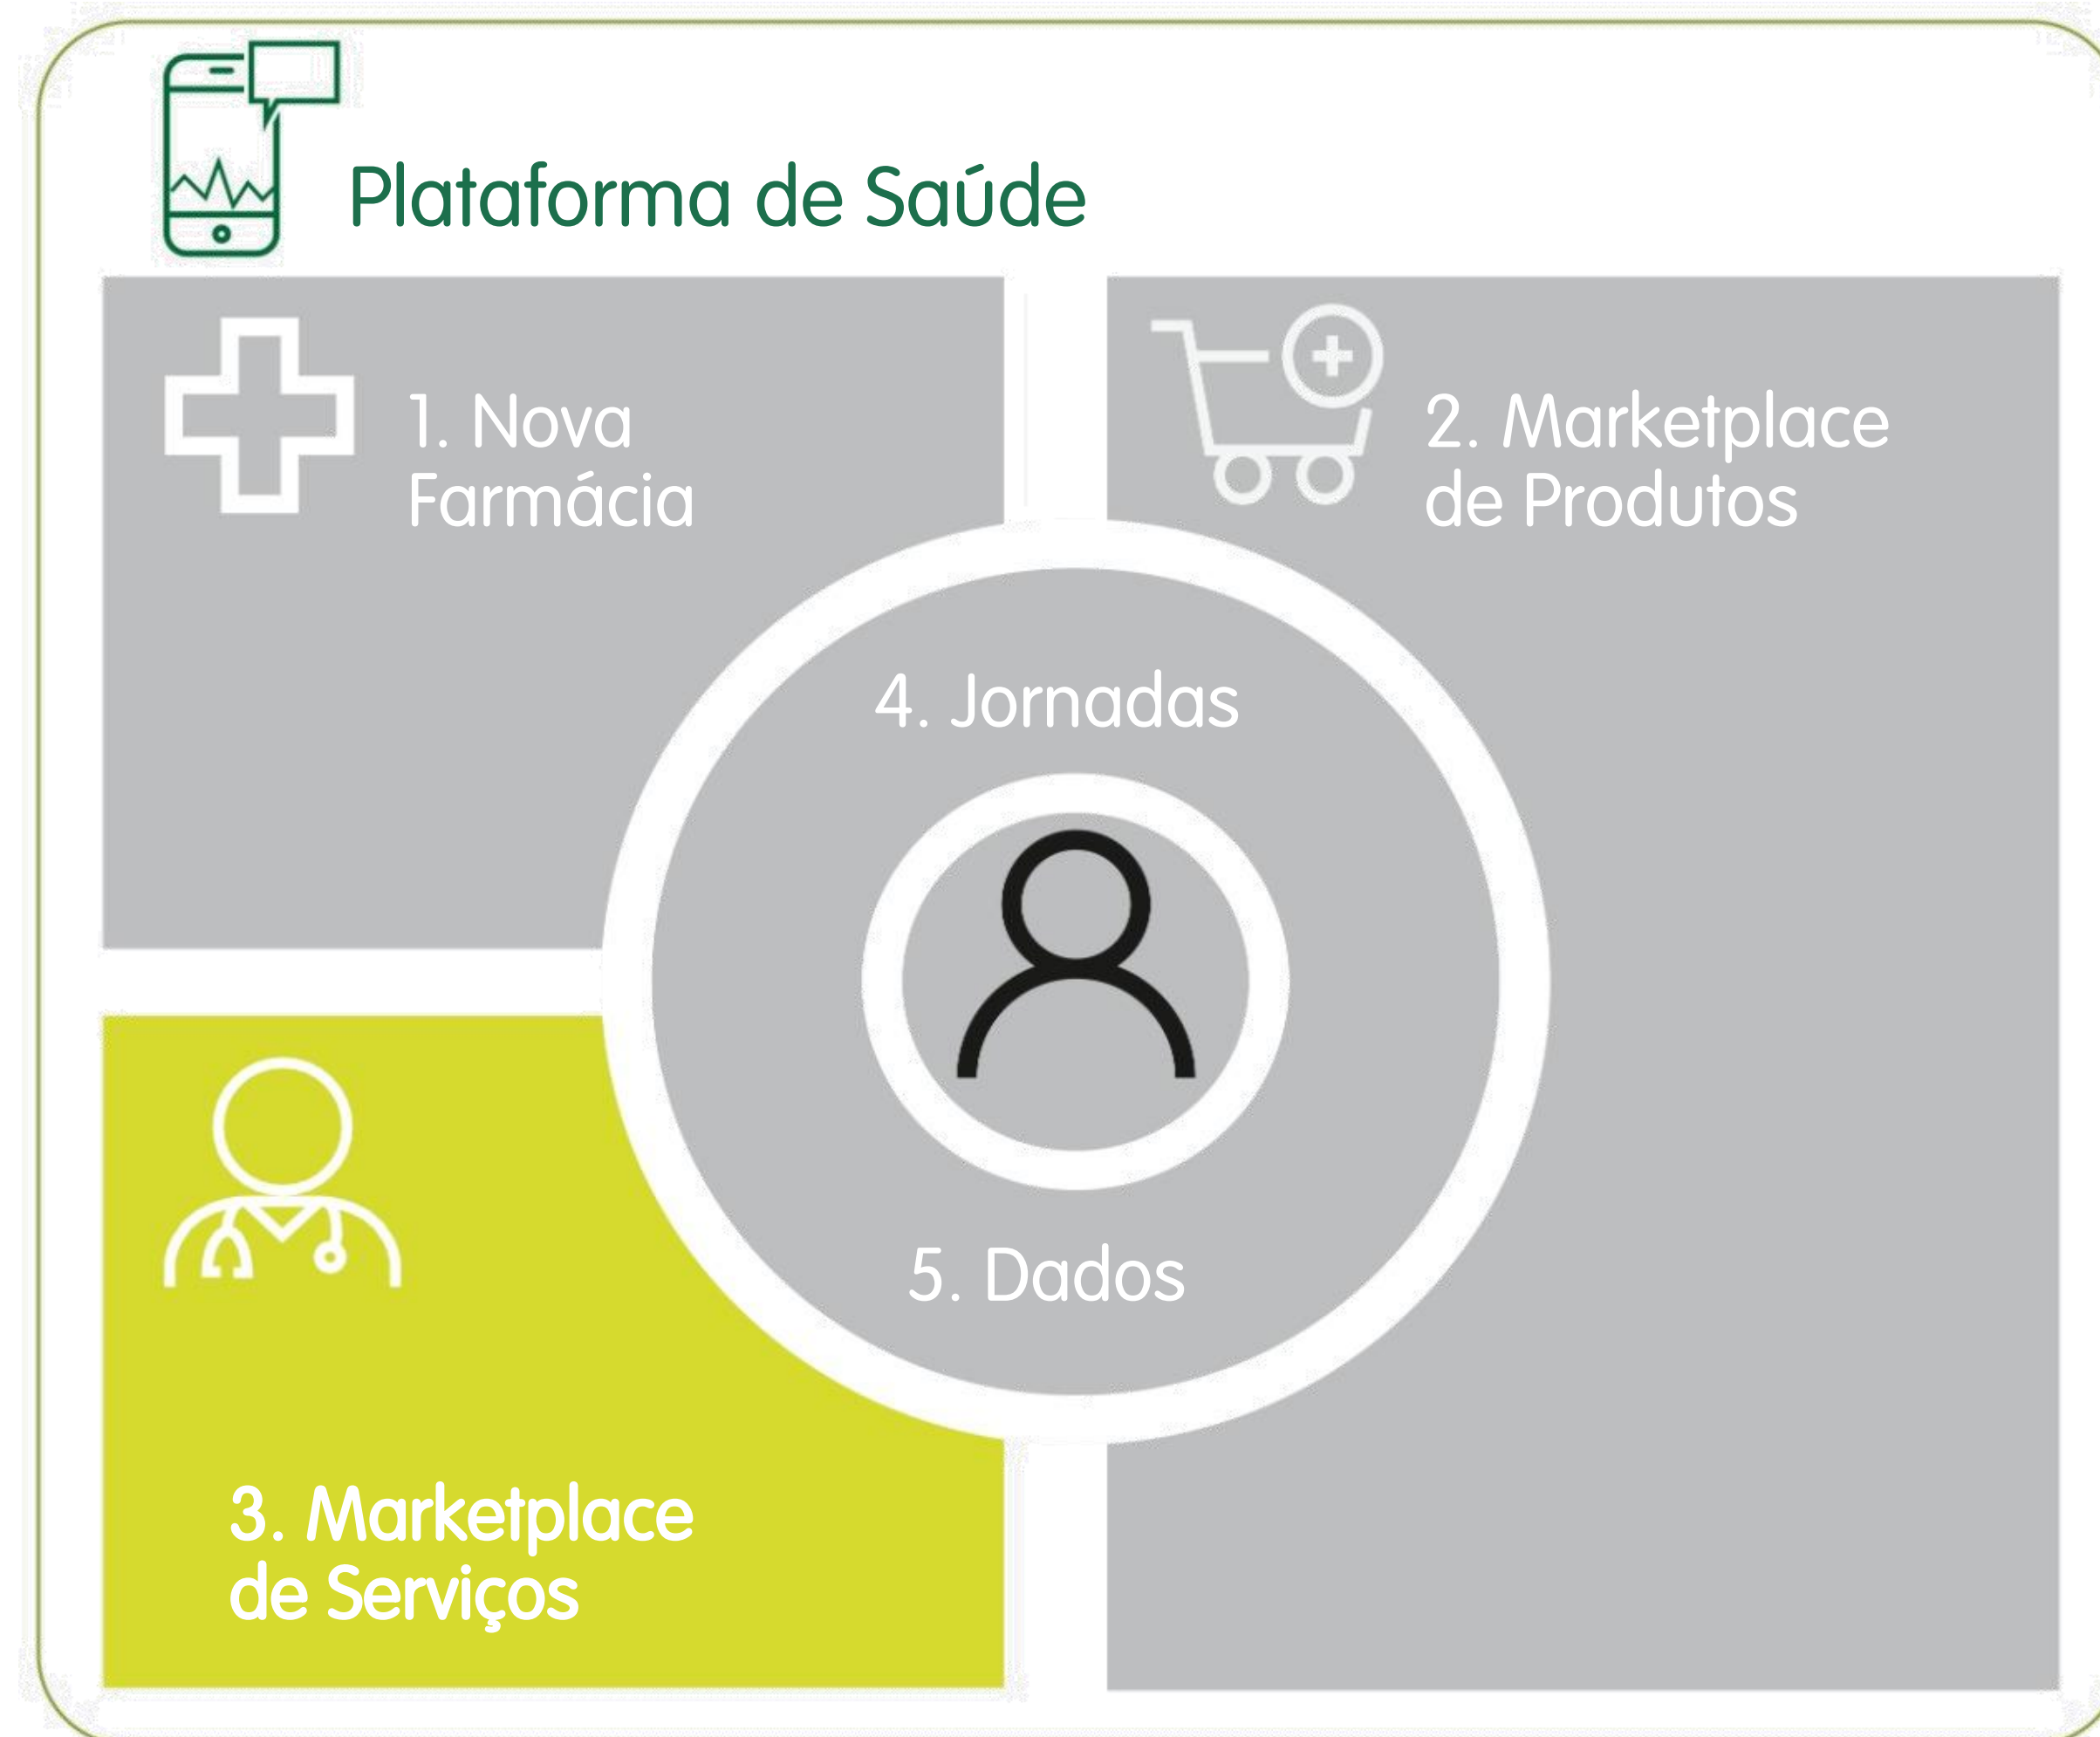 Plataforma de Saúde
1. Nova
Farmácia
2. Marketplace
de Produtos
4. Jornadas
5. Dados
3. Marketplace
de Serviços